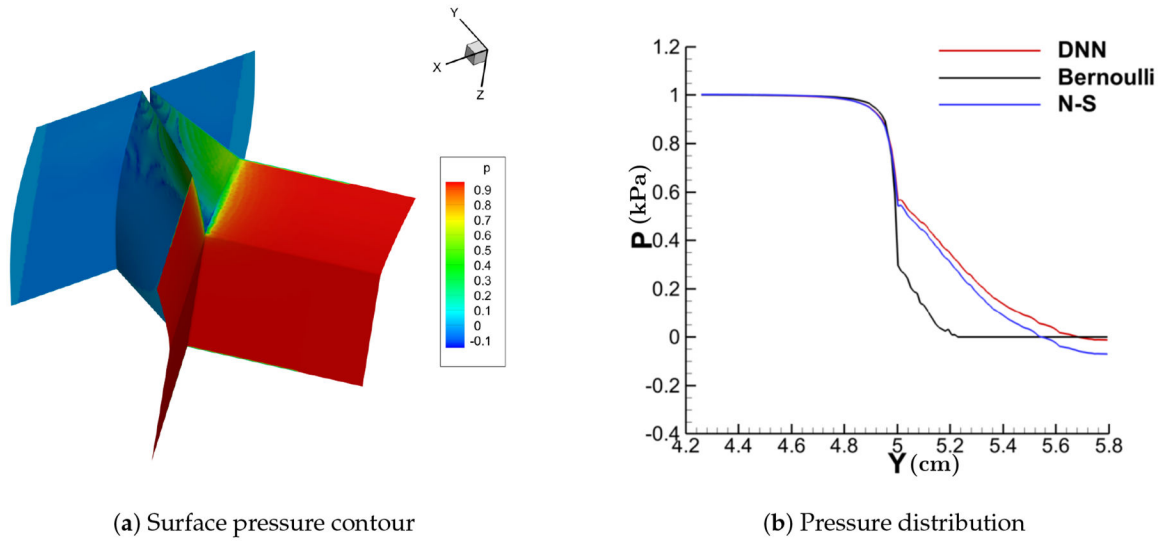 Y
X
Z
p
0.9
0.8
0.7
0.6
0.5
0.4
0.3
0.2
0.1
0
-0.1
DNN
Bernoulli
N-S
1.2
1
0.8
0.6
0.4
0.2
0
-0.2
-0.4
P (kPa)
4.2 4.4 4.6 4.8 5 5.2 5.4 5.6 5.8
Y (cm)
(a) Surface pressure contour
(b) Pressure distribution